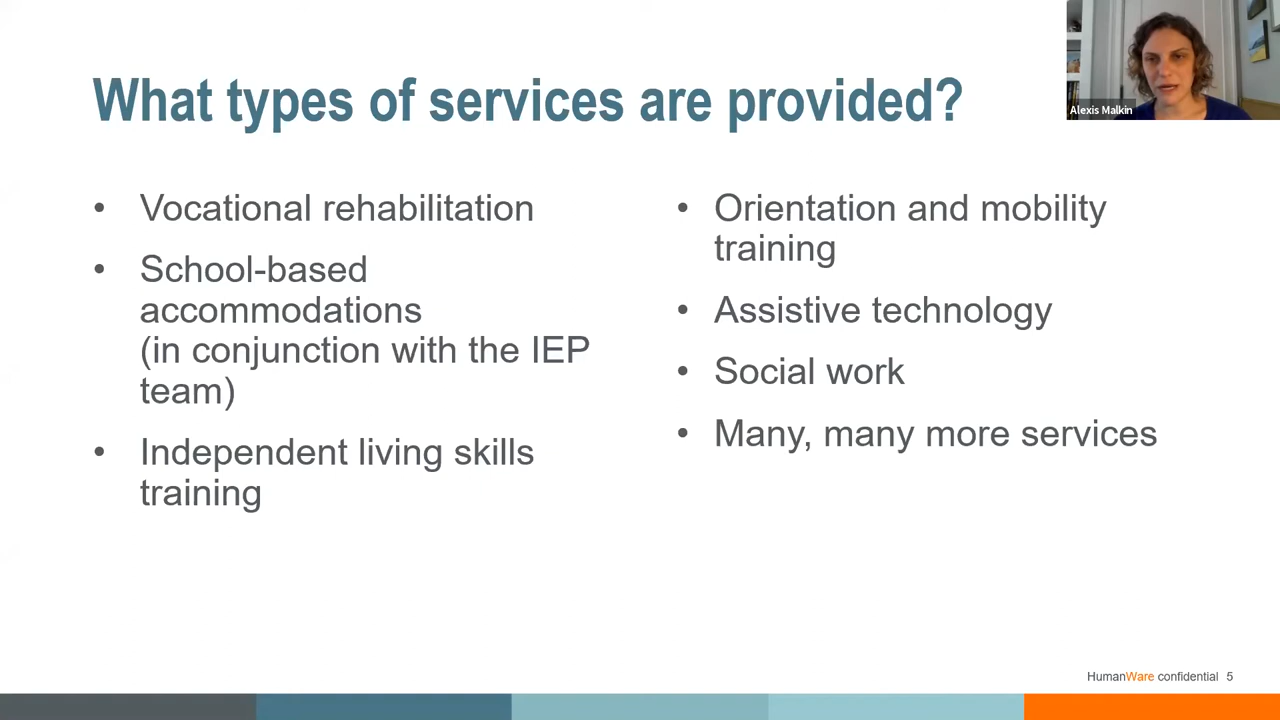 What types of services are provided?
Alexis Malkin
• Vocational rehabilitation
• School-based
accommodations
(in conjunction with the IEP
team)
• Independent living skills
training
• Orientation and mobility
training
• Assistive technology
• Social work
• Many, many more services
HumanWare confidential 5